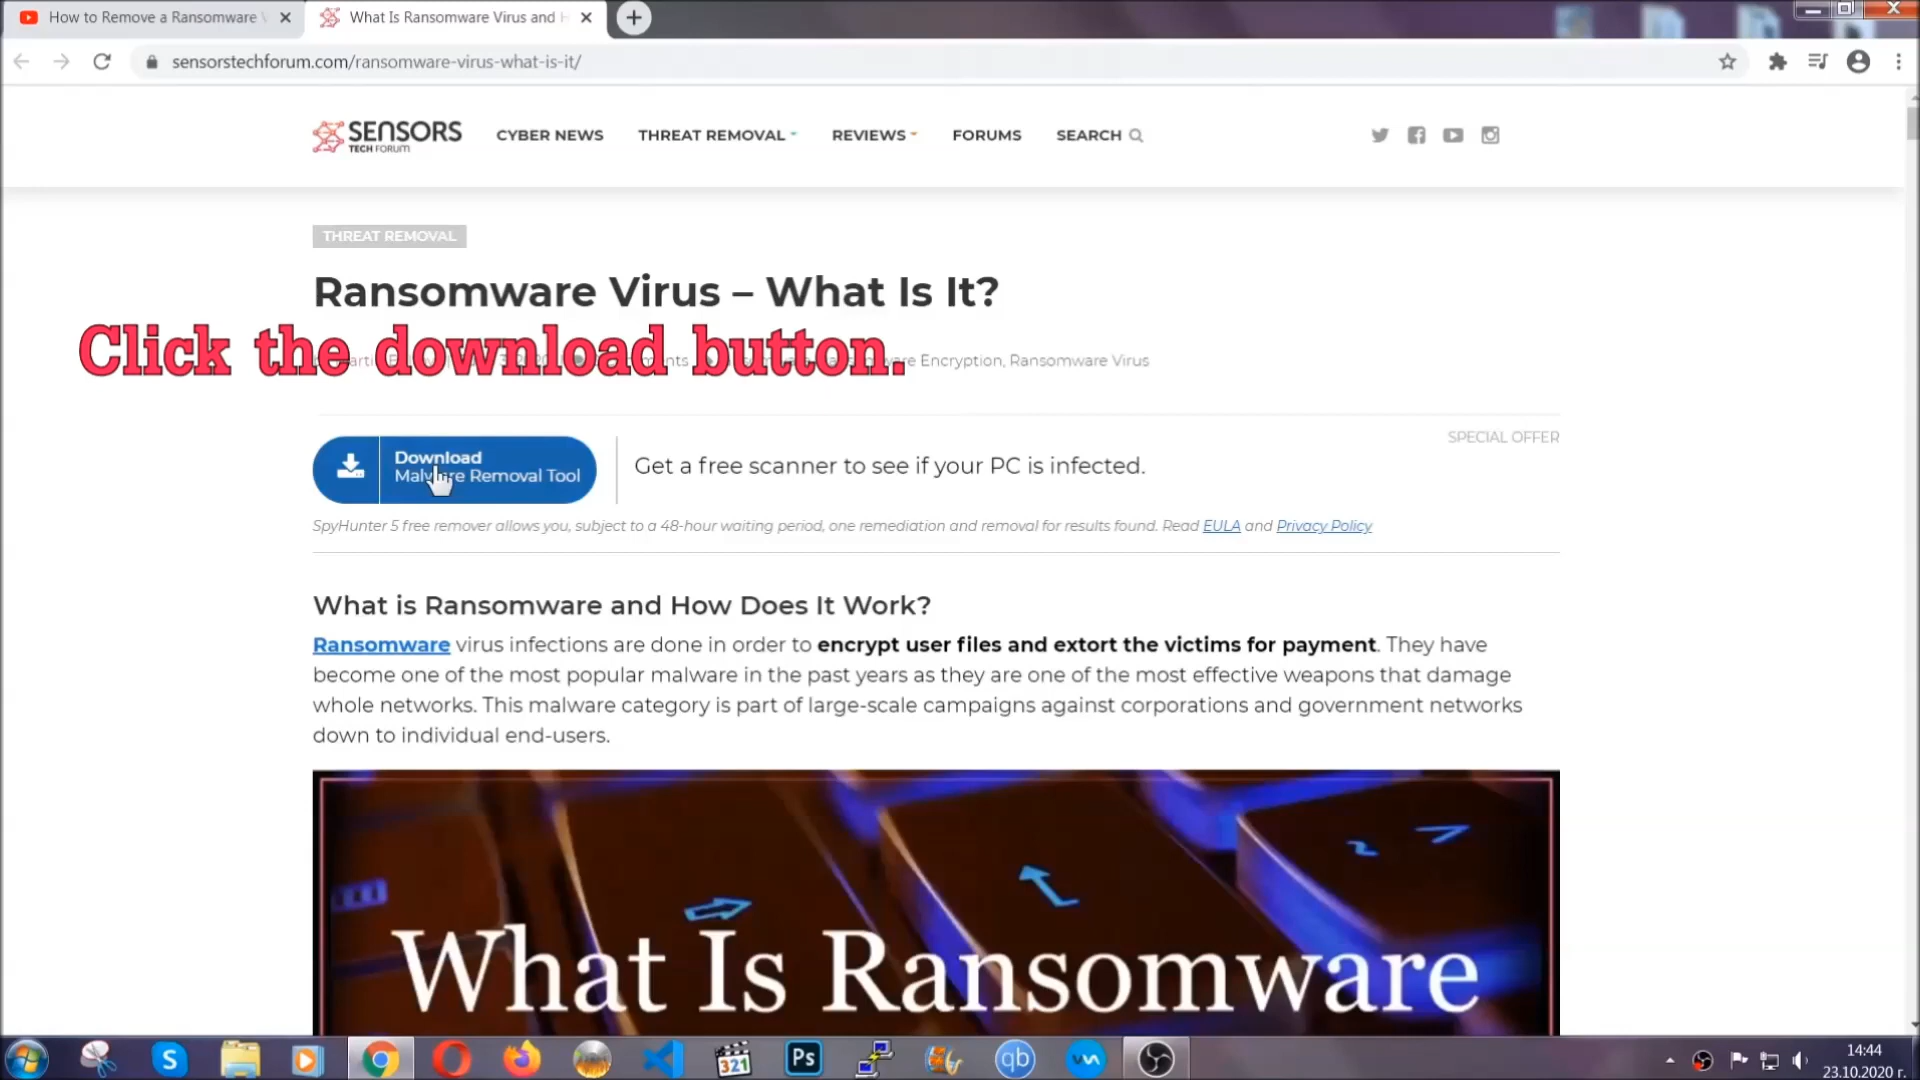 How to Remove a Ransomware V
What Is Ransomware Virus and H
sensorstechforum.com/ransomware-virus-what-is-it/
SENSORS
TECH FORUM
CYBER NEWS
THREAT REMOVAL
REVIEWS
FORUMS
SEARCH
THREAT REMOVAL
Ransomware Virus – What Is It?
Click the download button.
Encryption, Ransomware Virus
SPECIAL OFFER
Download
Malware Removal Tool
Get a free scanner to see if your PC is infected.
SpyHunter 5 free remover allows you, subject to a 48-hour waiting period, one remediation and removal for results found. Read EULA and Privacy Policy
What is Ransomware and How Does It Work?
Ransomware virus infections are done in order to encrypt user files and extort the victims for payment. They have
become one of the most popular malware in the past years as they are one of the most effective weapons that damage
whole networks. This malware category is part of large-scale campaigns against corporations and government networks
down to individual end-users.
What Is Ransomware
S
321
Ps
qb
14:44
23.10.2020 г.